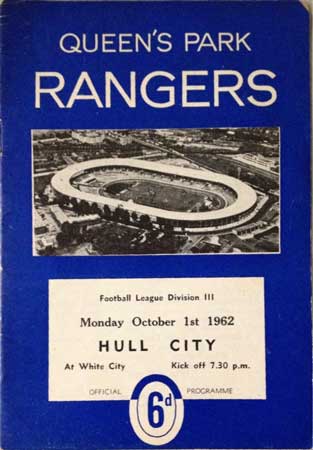 QUEEN'S PARK
RANGERS
Football League Division III
Monday October 1st 1962
HULL CITY
At White City Kick off 7.30 p.m.
OFFICIAL PROGRAMME
6d